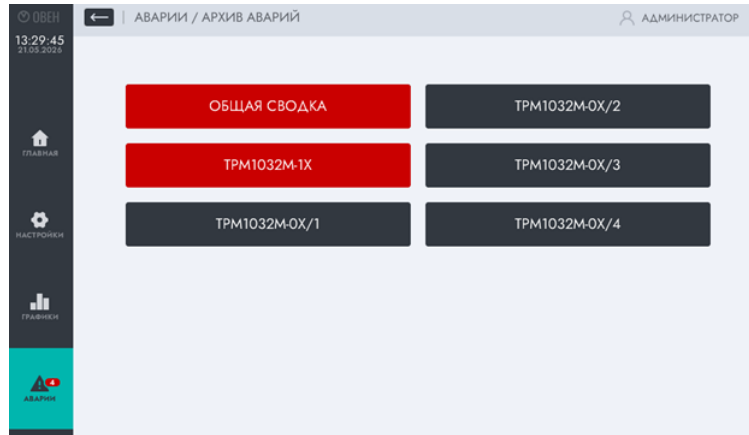 ОВЕН
АВАРИИ / АРХИВ АВАРИЙ
АДМИНИСТРАТОР
13:29:45
21.05.2026
ГЛАВНАЯ
НАСТРОЙКИ
ГРАФИКИ
4
АВАРИИ
ОБЩАЯ СВОДКА
ТРМ1032М-0Х/2
ТРМ1032М-1Х
ТРМ1032М-0Х/3
ТРМ1032М-0Х/1
ТРМ1032М-0Х/4